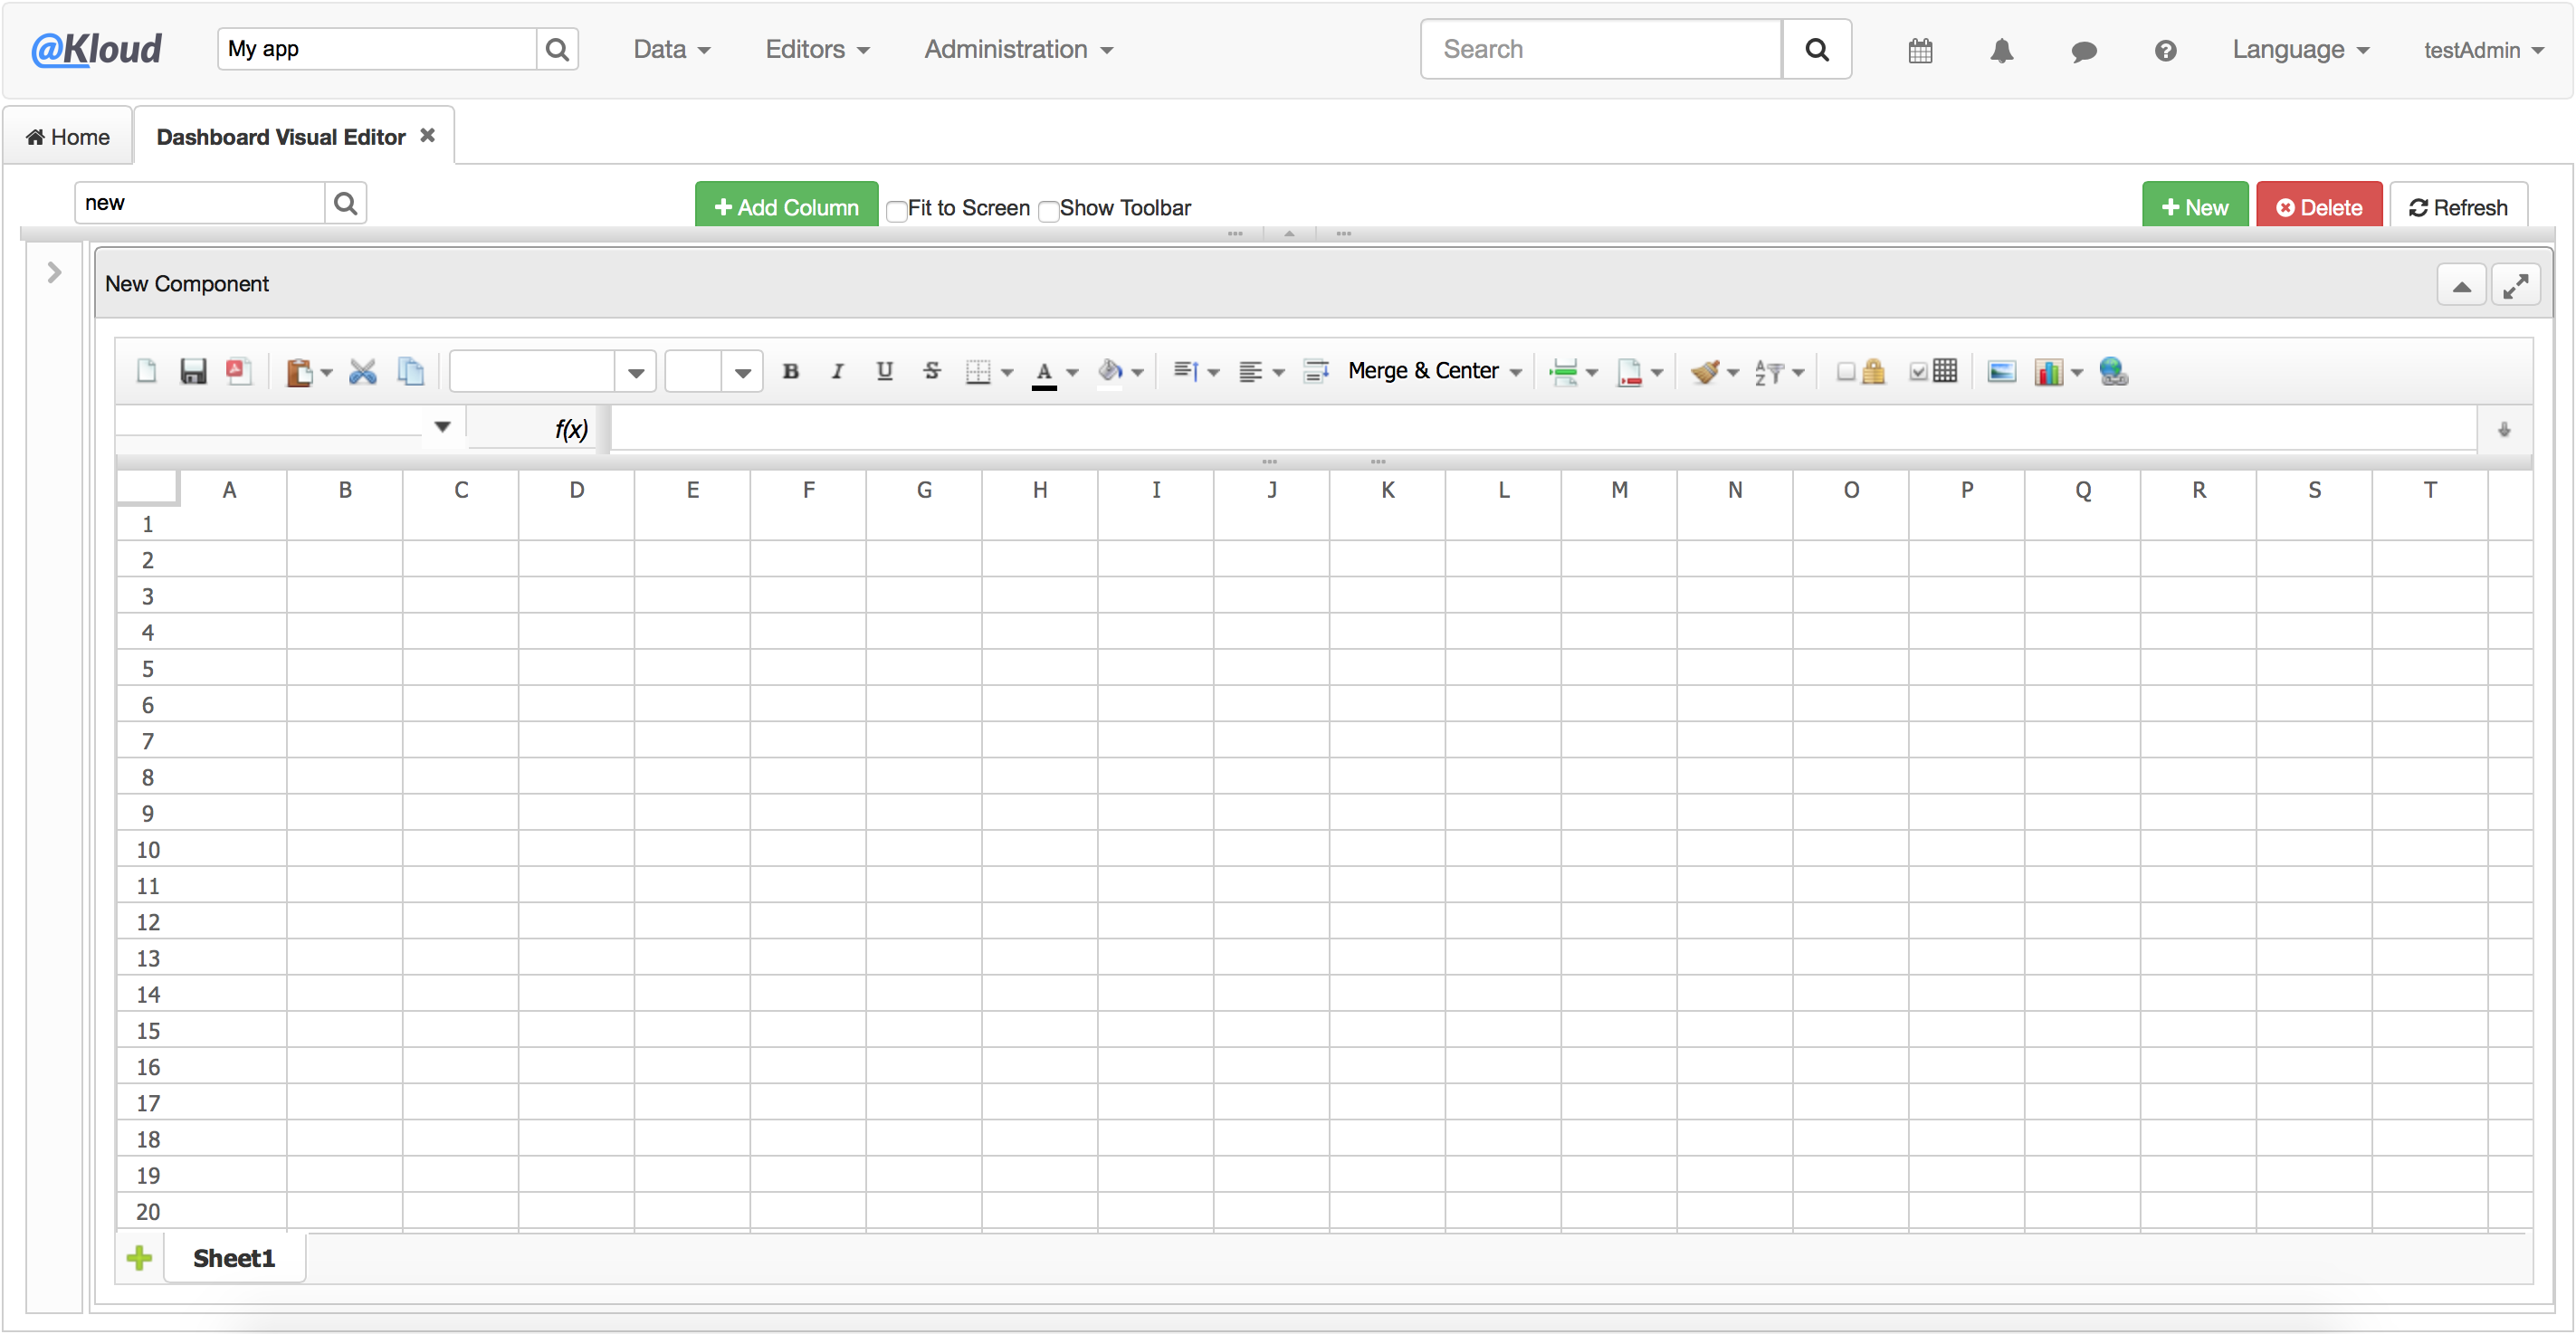 @Kloud My app Data Editors Administration Search Language testAdmin
Home Dashboard Visual Editor
new + Add Column Fit to Screen Show Toolbar + New Delete Refresh
New Component
B I U S A Merge & Center A Z
f(x)
A B C D E F G H I J K L M N O P Q R S T
1
2
3
4
5
6
7
8
9
10
11
12
13
14
15
16
17
18
19
20
Sheet1